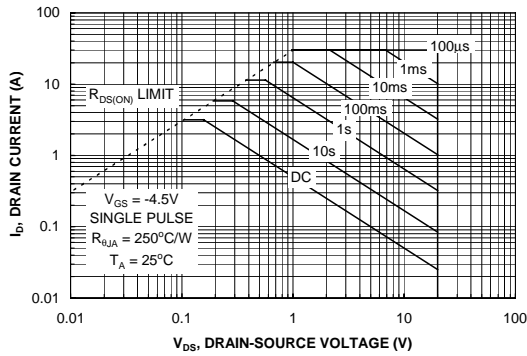 100
10
1
0.1
0.01
I_D, DRAIN CURRENT (A)
R_DS(ON) LIMIT
100µs
1ms
10ms
100ms
1s
10s
DC
V_GS = -4.5V
SINGLE PULSE
R_θJA = 250°C/W
T_A = 25°C
0.01
0.1
1
10
100
V_DS, DRAIN-SOURCE VOLTAGE (V)